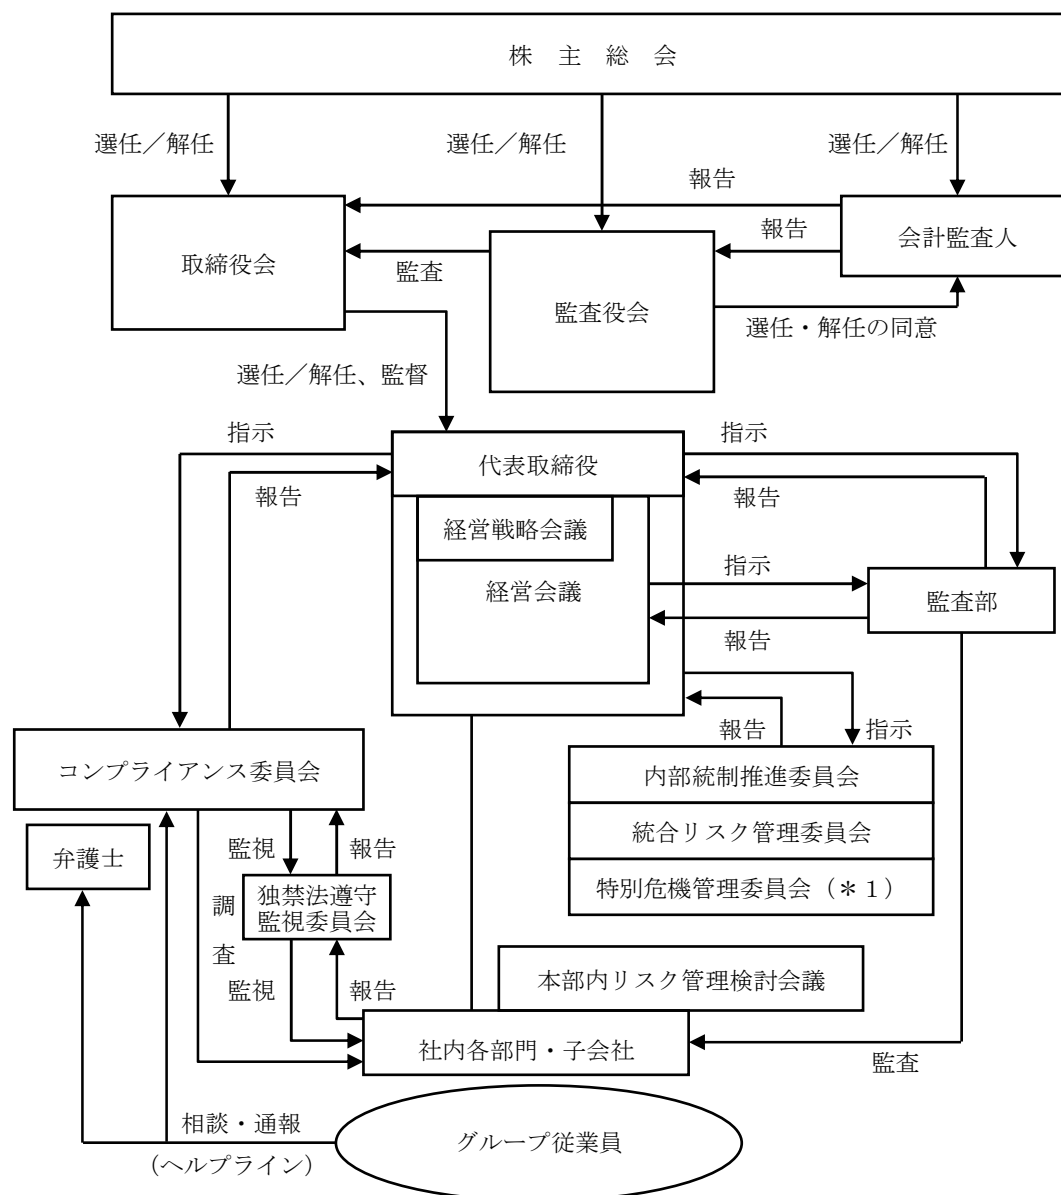 株　主　総　会
選任／解任
選任／解任
選任／解任
報告
取締役会
会計監査人
報告
監査
監査役会
選任・解任の同意
選任／解任、監督
指示
代表取締役
指示
報告
報告
経営戦略会議
経営会議
指示
監査部
報告
報告
指示
コンプライアンス委員会
内部統制推進委員会
統合リスク管理委員会
特別危機管理委員会（＊１）
弁護士
監視
報告
調
査
独禁法遵守
監視委員会
監視
報告
本部内リスク管理検討会議
社内各部門・子会社
監査
相談・通報
（ヘルプライン）
グループ従業員